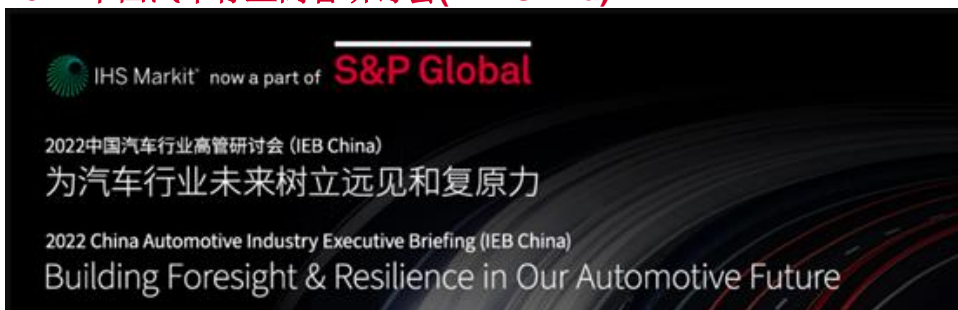 IHS Markit® now a part of S&P Global
2022中国汽车行业高管研讨会 (IEB China)
为汽车行业未来树立远见和复原力
2022 China Automotive Industry Executive Briefing (IEB China)
Building Foresight & Resilience in Our Automotive Future